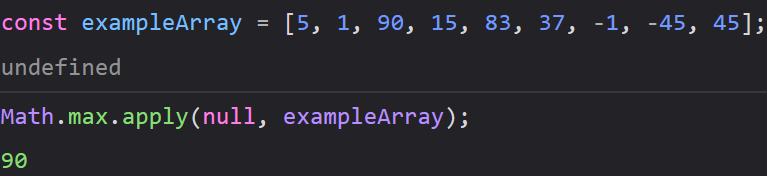 const exampleArray = [5, 1, 90, 15, 83, 37, -1, -45, 45];
undefined
Math.max.apply(null, exampleArray);
90